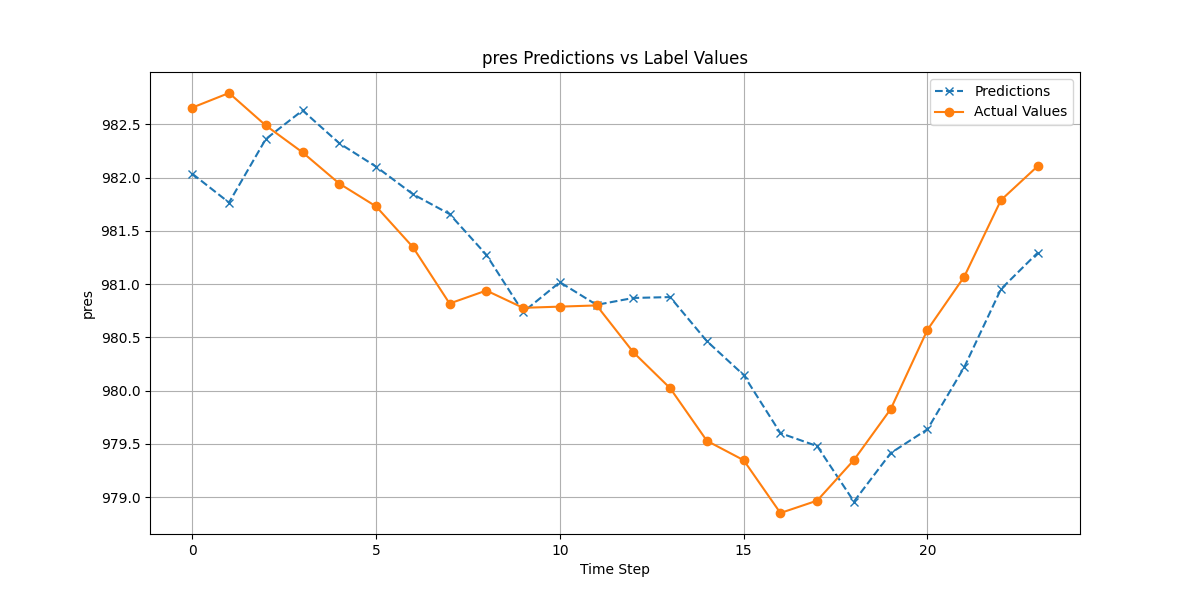 pres Predictions vs Label Values
Predictions
Actual Values
982.5
982.0
981.5
981.0
980.5
980.0
979.5
979.0
pres
0 5 10 15 20
Time Step